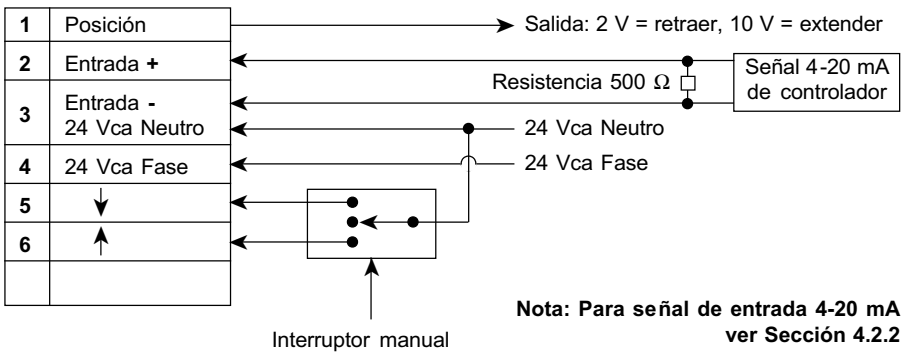 1 Posición
Salida: 2 V = retraer, 10 V = extender
2 Entrada +
Resistencia 500 Ω
Señal 4-20 mA
de controlador
3 Entrada -
24 Vca Neutro
24 Vca Neutro
4 24 Vca Fase
24 Vca Fase
5 ↓
6 ↑
Interruptor manual
Nota: Para señal de entrada 4-20 mA
ver Sección 4.2.2